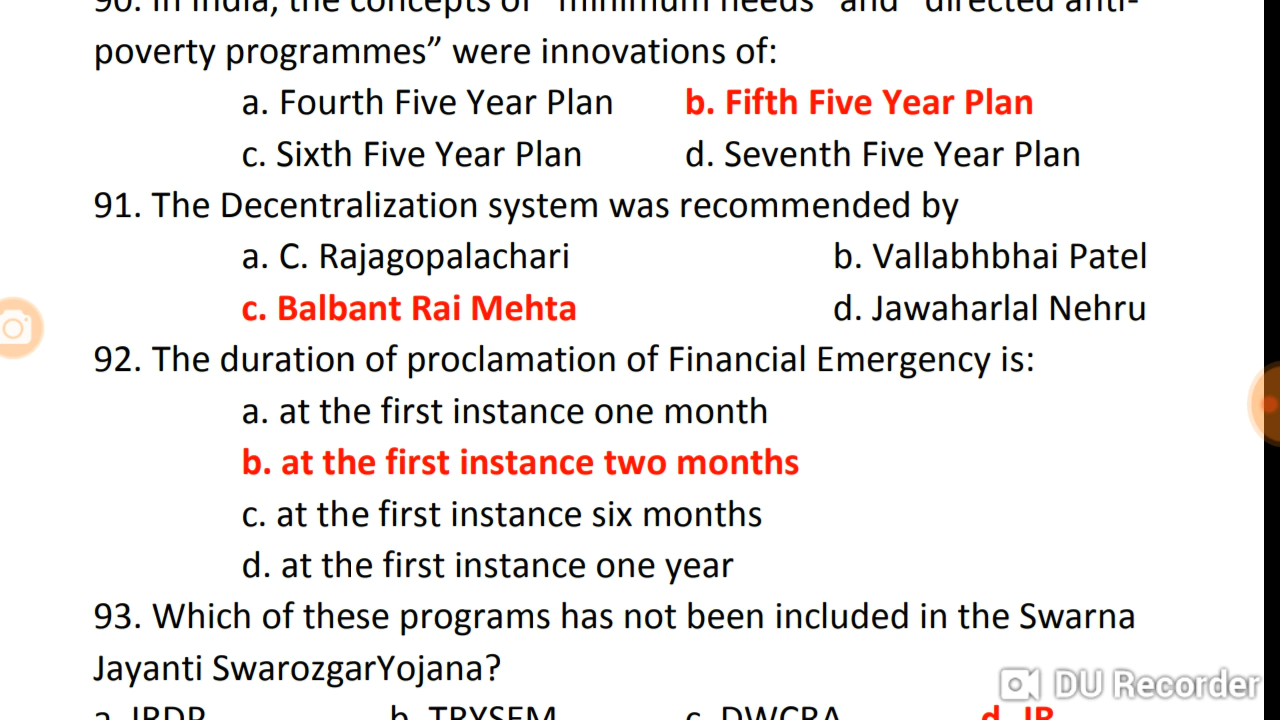 90. In India, the concepts of "minimum needs" and "directed anti-
poverty programmes” were innovations of:
a. Fourth Five Year Plan b. Fifth Five Year Plan
c. Sixth Five Year Plan d. Seventh Five Year Plan
91. The Decentralization system was recommended by
a. C. Rajagopalachari b. Vallabhbhai Patel
c. Balbant Rai Mehta d. Jawaharlal Nehru
92. The duration of proclamation of Financial Emergency is:
a. at the first instance one month
b. at the first instance two months
c. at the first instance six months
d. at the first instance one year
93. Which of these programs has not been included in the Swarna
Jayanti SwarozgarYojana?
a. IRDP b. TRYSEM c. DWCRA d.
DU Recorder